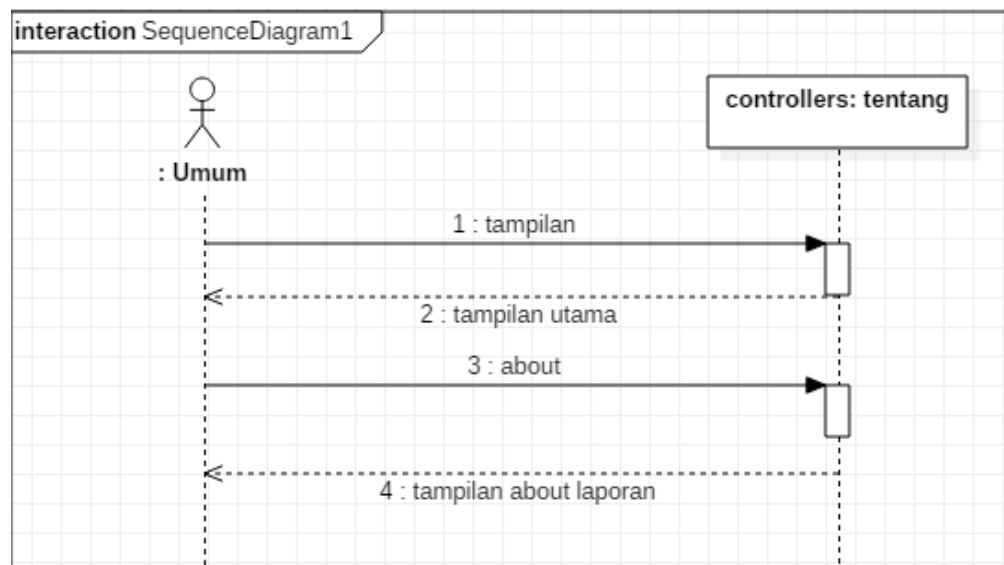 interaction SequenceDiagram1
controllers: tentang
: Umum
1 : tampilan
2 : tampilan utama
3 : about
4 : tampilan about laporan